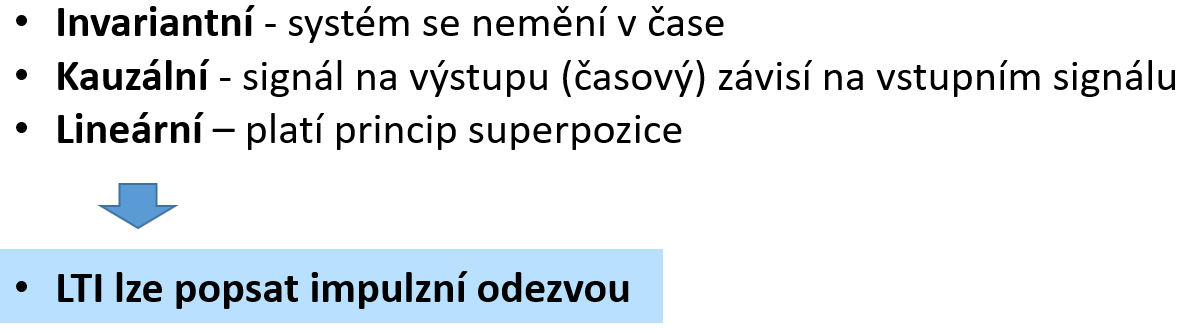 • Invariantní - systém se nemění v čase
• Kauzální - signál na výstupu (časový) závisí na vstupním signálu
• Lineární – platí princip superpozice
• LTI lze popsat impulzní odezvou